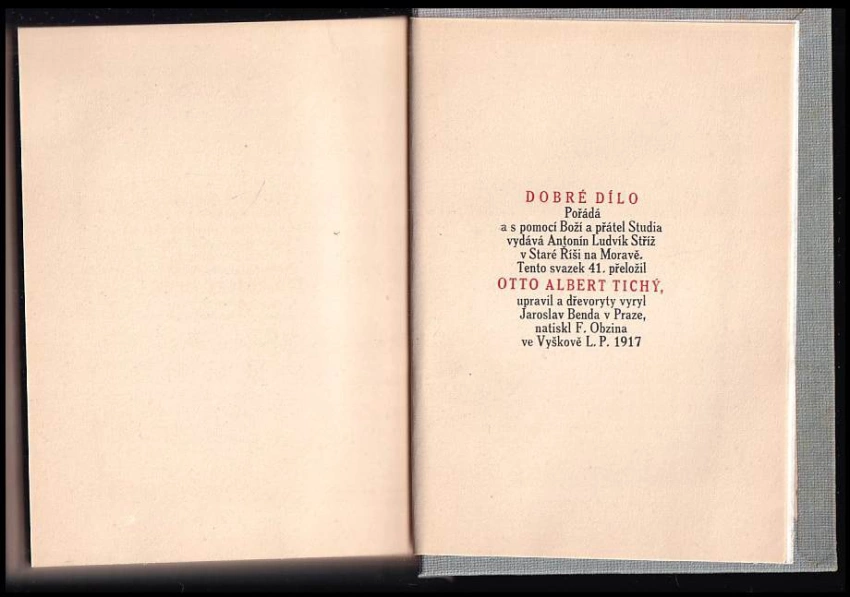 DOBRÉ DÍLO
Pořádá
a s pomocí Boží a přátel Studia
vydává Antonín Ludvík Stříž
v Staré Říši na Moravě.
Tento svazek 41. přeložil
OTTO ALBERT TICHÝ,
upravil a dřevoryty vyryl
Jaroslav Benda v Praze,
natiskl F. Obzina
ve Vyškově L. P. 1917